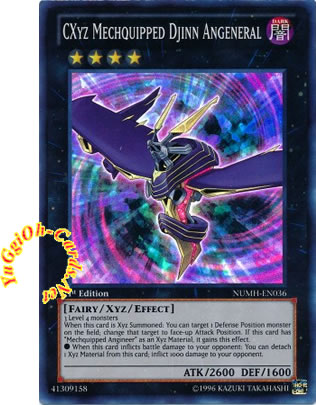 CXyz Mechquipped Djinn Angeneral
DARK
闇
YuGgiOh-Cards.Net
1st Edition
NUMH-EN036
[Fairy/Xyz/Effect]
3 Level 4 monsters
When this card is Xyz Summoned: You can target 1 Defense Position monster
on the field; change that target to face-up Attack Position. If this card has
"Mechquipped Angineer" as an Xyz Material, it gains this effect.
● When this card inflicts battle damage to your opponent: You can detach
1 Xyz Material from this card; inflict 1000 damage to your opponent.
ATK/2600 DEF/1600
41309158
©1996 KAZUKI TAKAHASHI